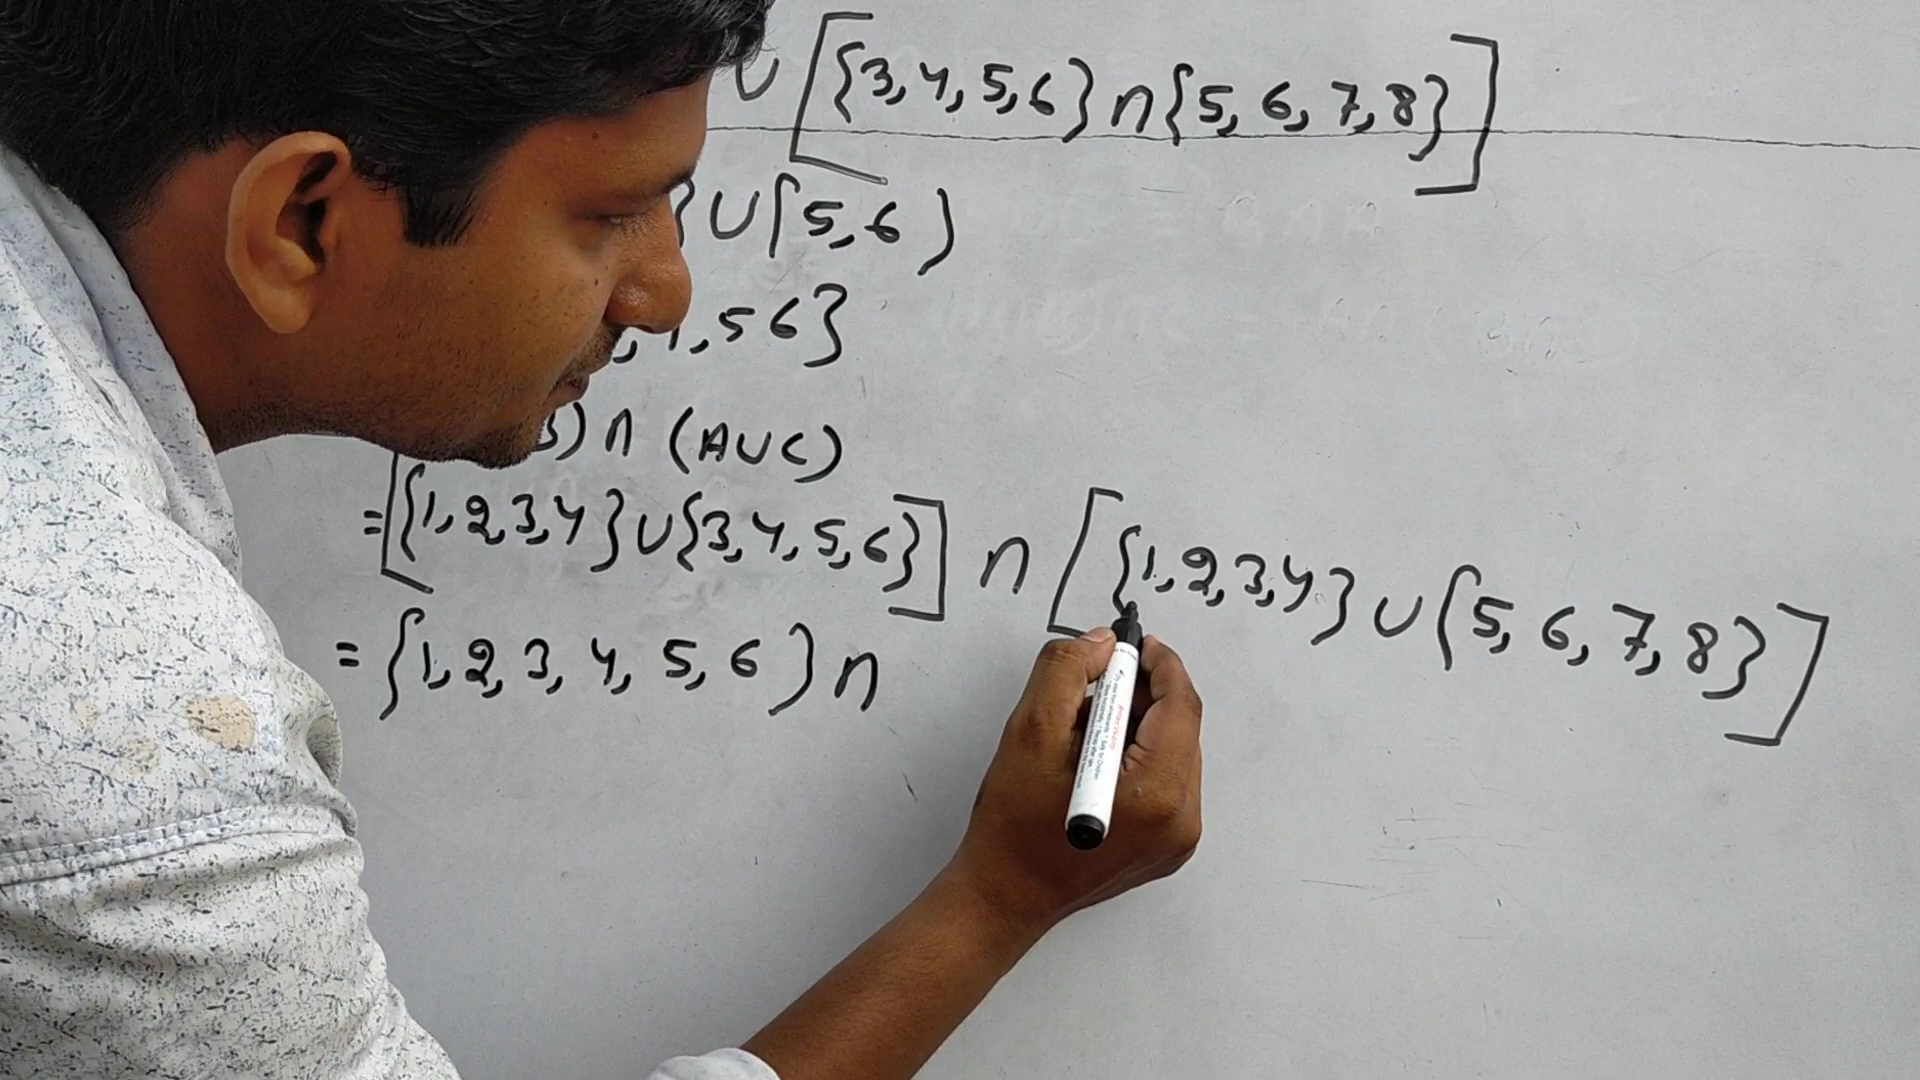 ∪ [{3,4,5,6} ∩ {5, 6, 7, 8}]
} ∪ {5,6)
,5 6}
) ∩ (A∪C)
= [{1,2,3,4} ∪ {3,4,5,6}] ∩ [{1,2,3,4} ∪ {5, 6, 7, 8}]
= {1, 2, 3, 4, 5, 6} ∩